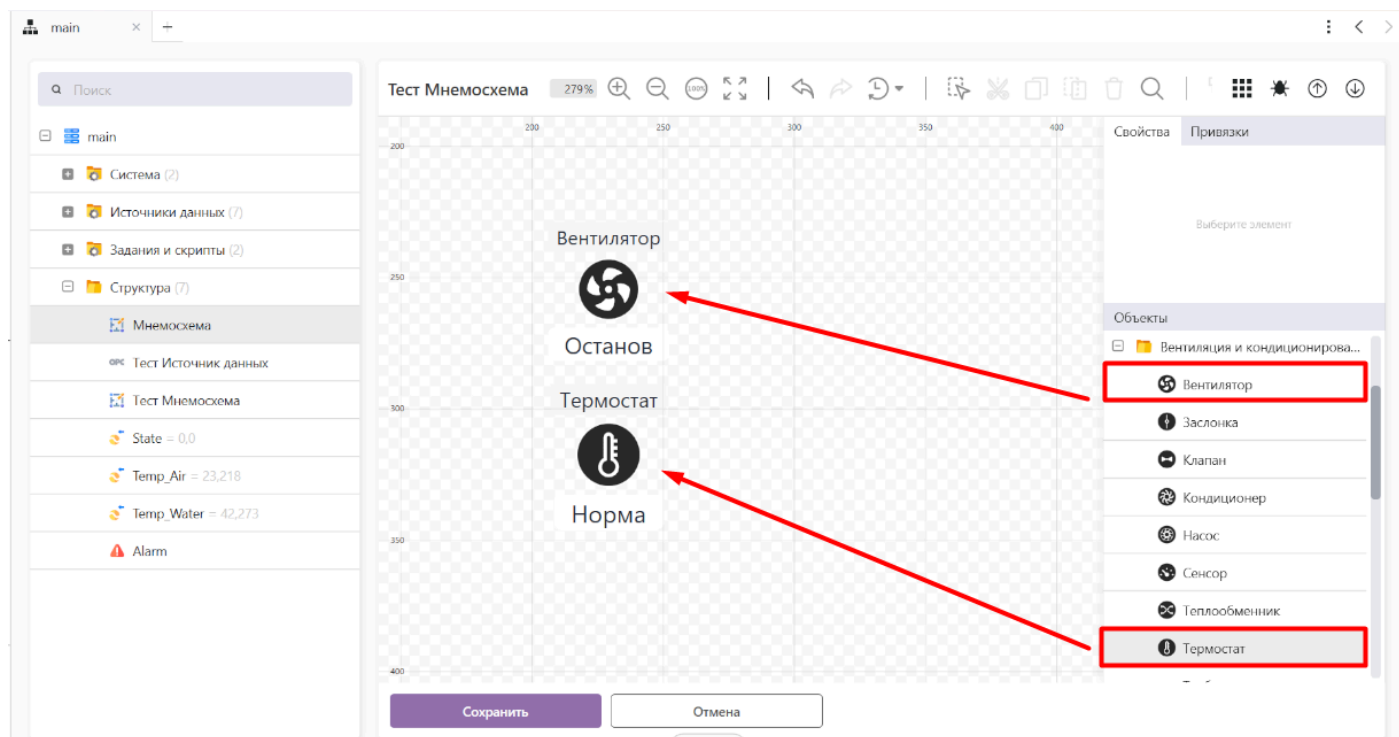 main
Поиск
main
Система (2)
Источники данных (7)
Задания и скрипты (2)
Структура (7)
Мнемосхема
Тест Источник данных
Тест Мнемосхема
State = 0,0
Temp_Air = 23,218
Temp_Water = 42,273
Alarm
Тест Мнемосхема 279% 100%
200 250 300 350 400
200
250
300
350
400
Вентилятор
Останов
Термостат
Норма
Сохранить Отмена
Свойства Привязки
Выберите элемент
Объекты
Вентиляция и кондиционирова...
Вентилятор
Заслонка
Клапан
Кондиционер
Насос
Сенсор
Теплообменник
Термостат